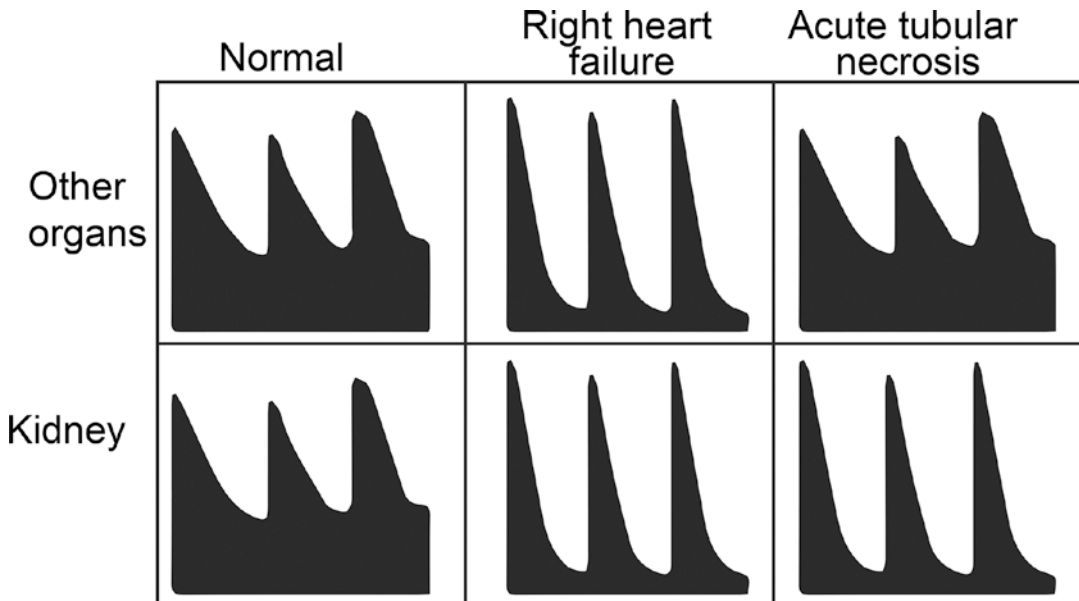 Normal
Right heart
failure
Acute tubular
necrosis
Other
organs
Kidney